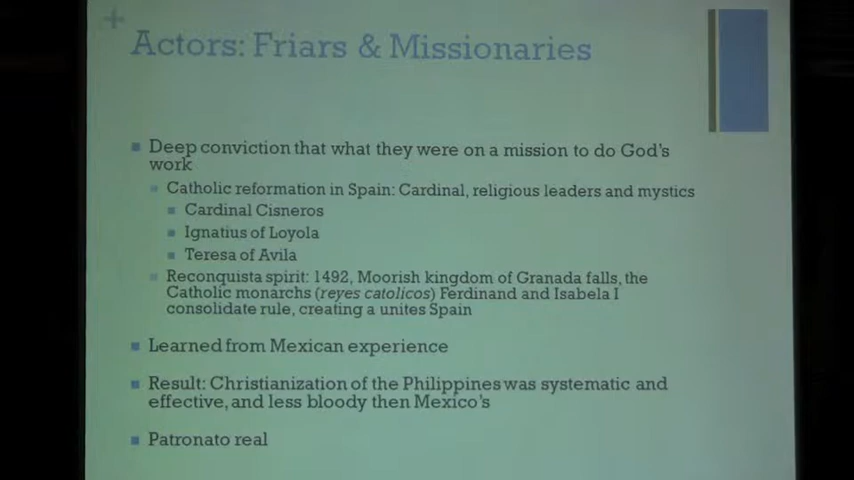 +
Actors: Friars & Missionaries
Deep conviction that what they were on a mission to do God's
work
Catholic reformation in Spain: Cardinal, religious leaders and mystics
Cardinal Cisneros
Ignatius of Loyola
Teresa of Avila
Reconquista spirit: 1492, Moorish kingdom of Granada falls, the
Catholic monarchs (reyes catolicos) Ferdinand and Isabela I
consolidate rule, creating a unites Spain
Learned from Mexican experience
Result: Christianization of the Philippines was systematic and
effective, and less bloody then Mexico's
Patronato real